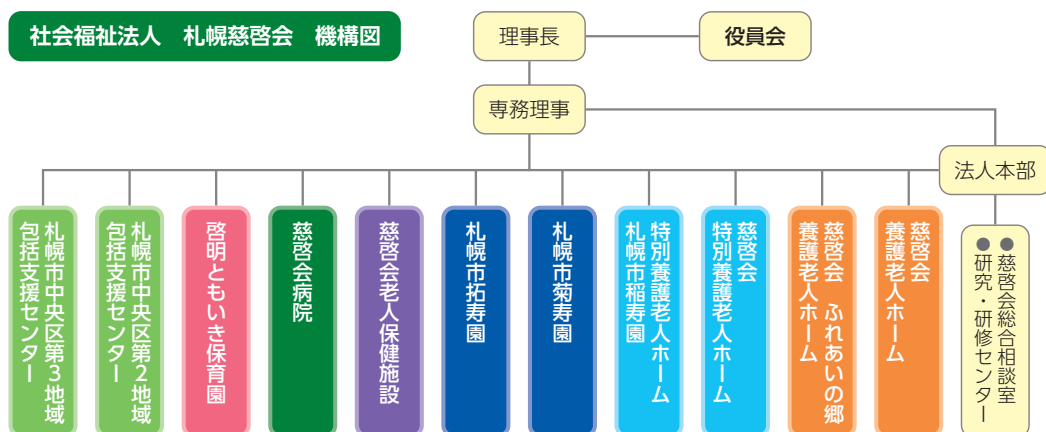 社会福祉法人　札幌慈啓会　機構図
理事長
役員会
専務理事
法人本部
●慈啓会総合相談室
●研究・研修センター
慈啓会
養護老人ホーム
慈啓会　ふれあいの郷
養護老人ホーム
慈啓会
特別養護老人ホーム
特別養護老人ホーム
札幌市稲寿園
札幌市菊寿園
札幌市拓寿園
慈啓会老人保健施設
慈啓会病院
啓明ともいき保育園
札幌市中央区第2地域
包括支援センター
札幌市中央区第3地域
包括支援センター